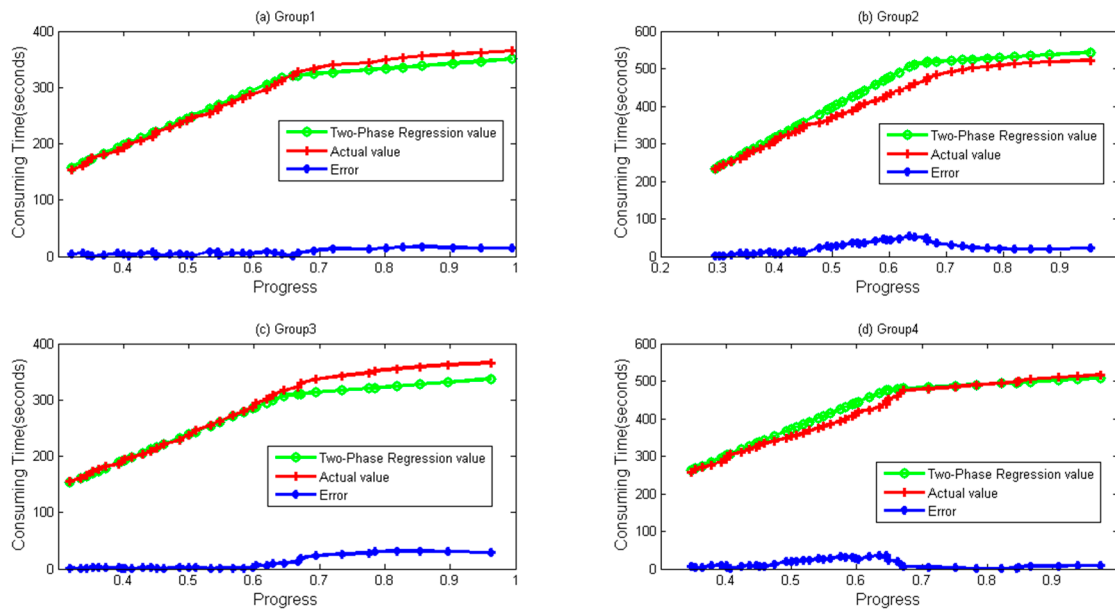 (a) Group1
400
300
200
100
0
Consuming Time(seconds)
Two-Phase Regression value
Actual value
Error
0.4
0.5
0.6
0.7
0.8
0.9
1
Progress
(b) Group2
600
500
400
300
200
100
0
Consuming Time(seconds)
Two-Phase Regression value
Actual value
Error
0.2
0.3
0.4
0.5
0.6
0.7
0.8
0.9
Progress
(c) Group3
400
300
200
100
0
Consuming Time(seconds)
Two-Phase Regression value
Actual value
Error
0.4
0.5
0.6
0.7
0.8
0.9
1
Progress
(d) Group4
600
500
400
300
200
100
0
Consuming Time(seconds)
Two-Phase Regression value
Actual value
Error
0.4
0.5
0.6
0.7
0.8
0.9
Progress